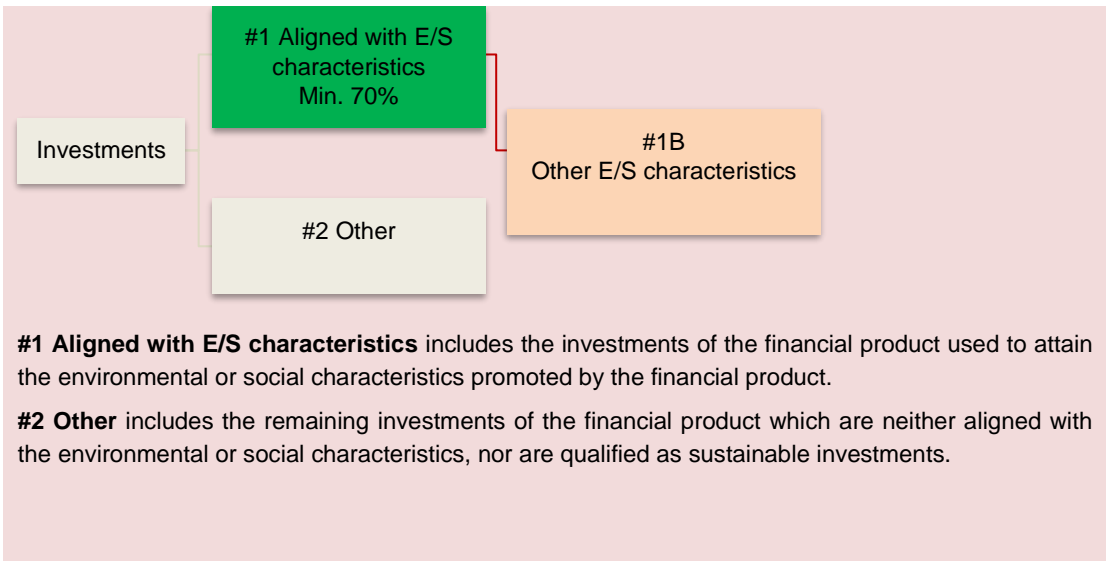 #1 Aligned with E/S
characteristics
Min. 70%
Investments
#1B
Other E/S characteristics
#2 Other
#1 Aligned with E/S characteristics includes the investments of the financial product used to attain
the environmental or social characteristics promoted by the financial product.
#2 Other includes the remaining investments of the financial product which are neither aligned with
the environmental or social characteristics, nor are qualified as sustainable investments.